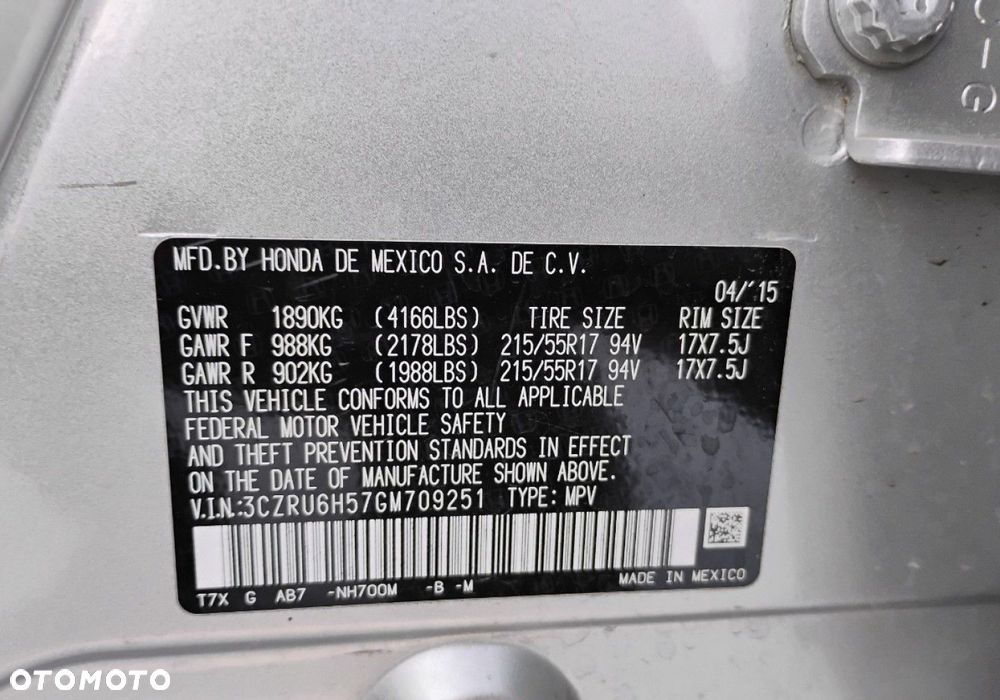 C-G
MFD.BY HONDA DE MEXICO S.A. DE C.V.
04/'15
GVWR 1890KG (4166LBS) TIRE SIZE RIM SIZE
GAWR F 988KG (2178LBS) 215/55R17 94V 17X7.5J
GAWR R 902KG (1988LBS) 215/55R17 94V 17X7.5J
THIS VEHICLE CONFORMS TO ALL APPLICABLE
FEDERAL MOTOR VEHICLE SAFETY
AND THEFT PREVENTION STANDARDS IN EFFECT
ON THE DATE OF MANUFACTURE SHOWN ABOVE.
V.I.N.:3CZRU6H57GM709251 TYPE: MPV
MADE IN MEXICO
T7X G AB7 -NH700M -B -M
OTOMOTO